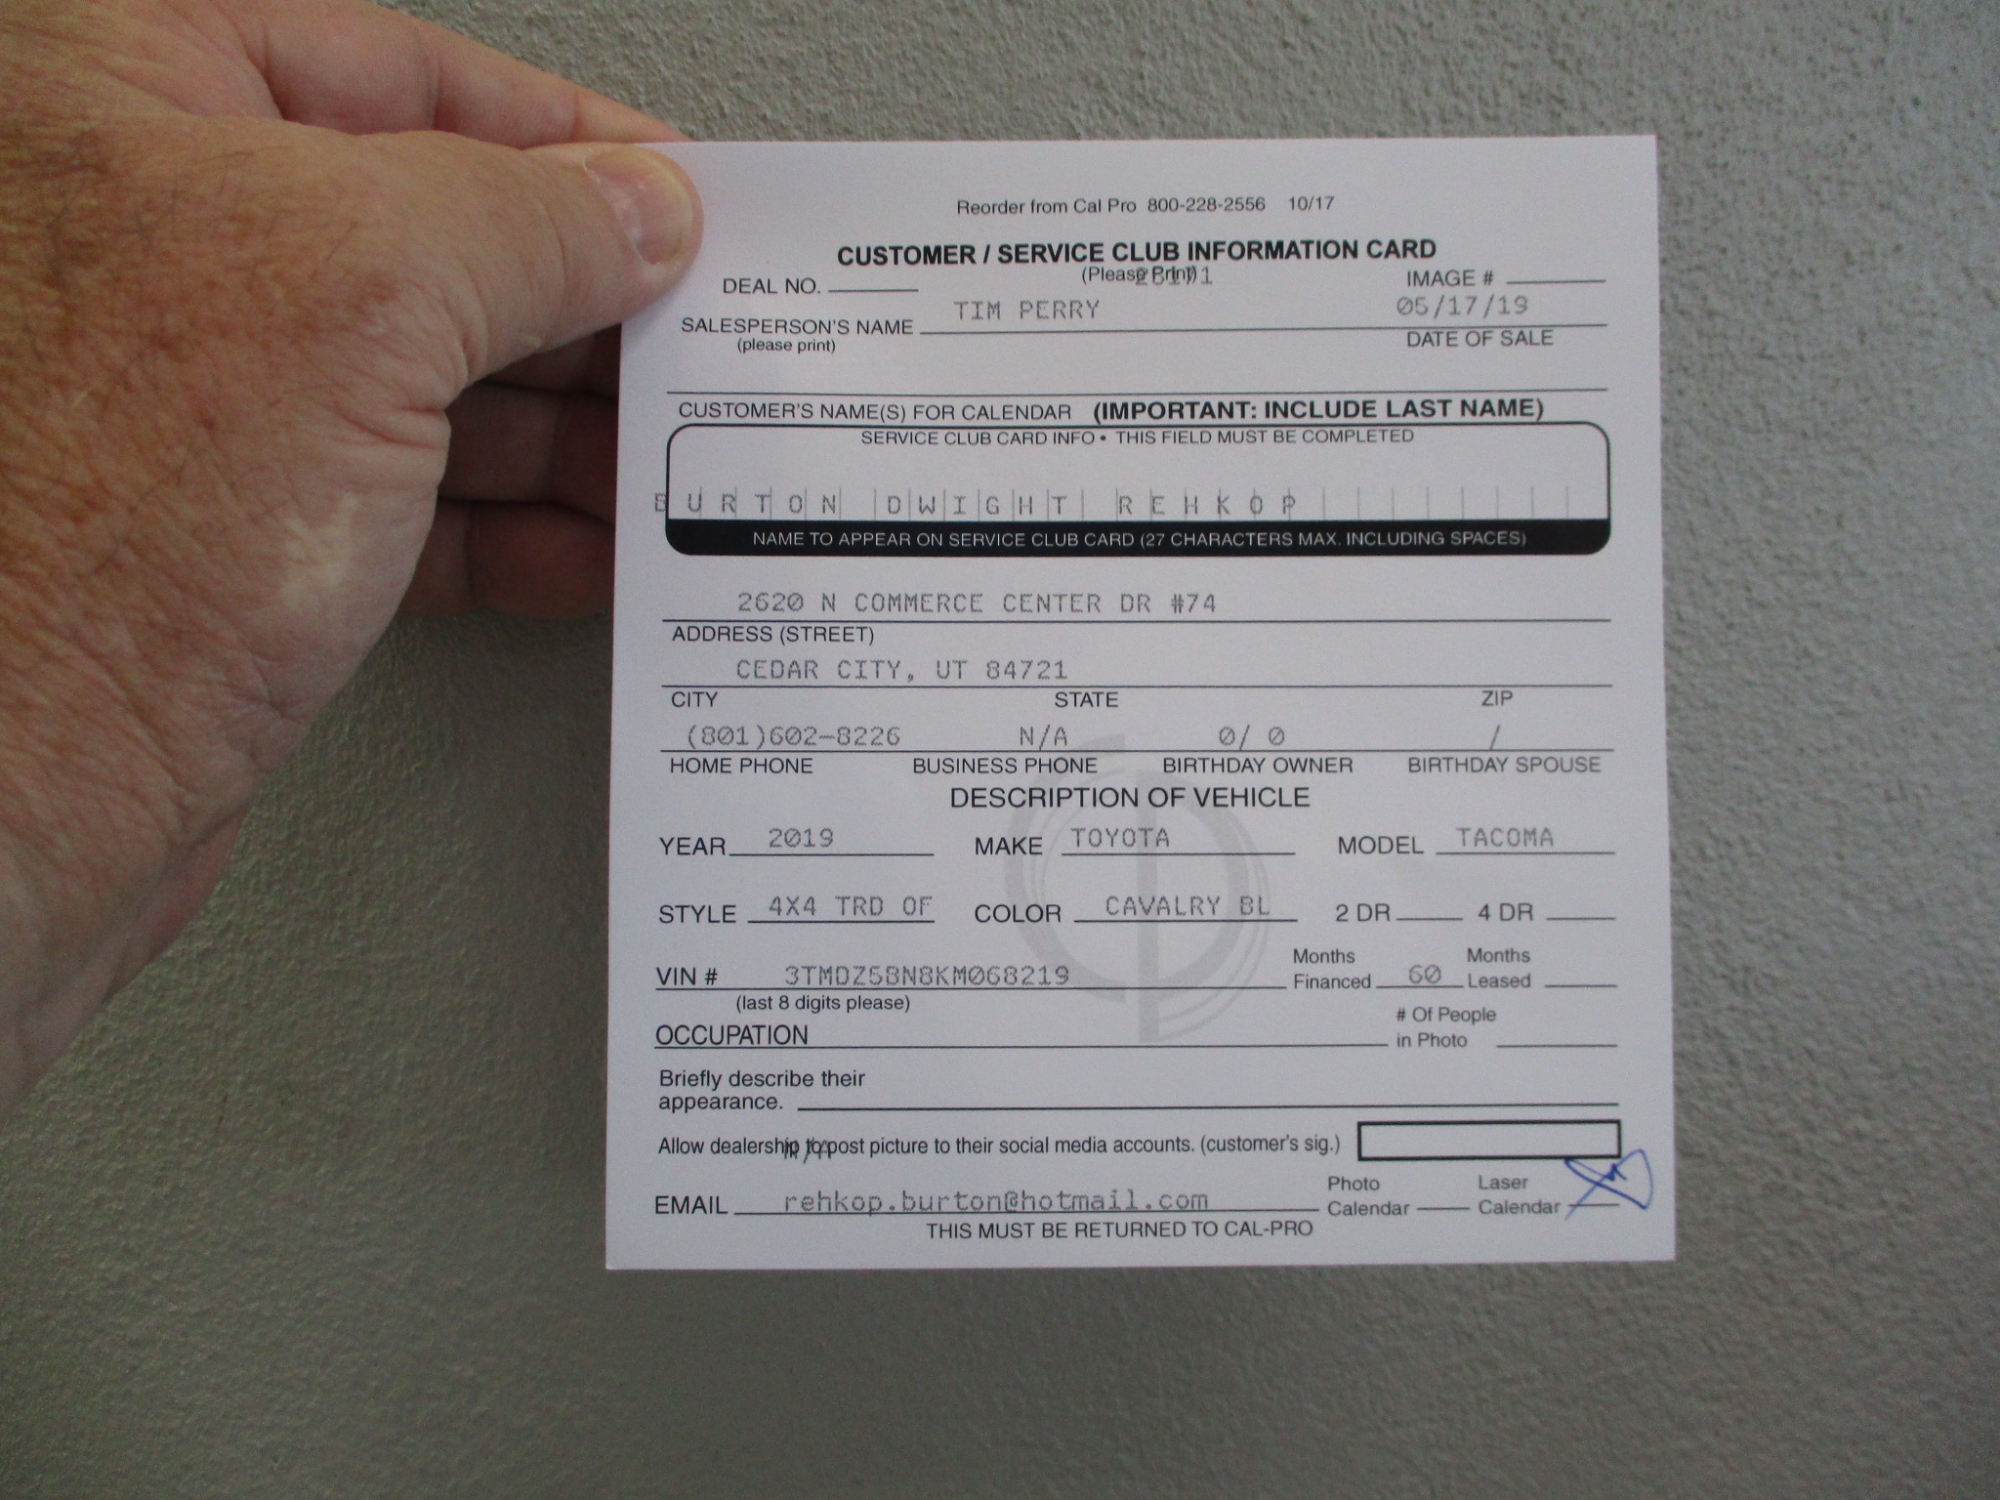 Reorder from Cal Pro 800-228-2556 10/17
CUSTOMER / SERVICE CLUB INFORMATION CARD
(Please Print)
DEAL NO. IMAGE #
TIM PERRY 05/17/19
SALESPERSON'S NAME DATE OF SALE
(please print)
CUSTOMER'S NAME(S) FOR CALENDAR (IMPORTANT: INCLUDE LAST NAME)
SERVICE CLUB CARD INFO • THIS FIELD MUST BE COMPLETED
BURTON DWIGHT REHKOP
NAME TO APPEAR ON SERVICE CLUB CARD (27 CHARACTERS MAX. INCLUDING SPACES)
2620 N COMMERCE CENTER DR #74
ADDRESS (STREET)
CEDAR CITY, UT 84721
CITY STATE ZIP
(801)602-8226 N/A 0/ 0 /
HOME PHONE BUSINESS PHONE BIRTHDAY OWNER BIRTHDAY SPOUSE
DESCRIPTION OF VEHICLE
YEAR 2019 MAKE TOYOTA MODEL TACOMA
STYLE 4X4 TRD OF COLOR CAVALRY BL 2 DR 4 DR
Months Months
VIN # 3TMDZ5BN8KM068219 Financed 60 Leased
(last 8 digits please)
# Of People
OCCUPATION in Photo
Briefly describe their
appearance.
Allow dealership to post picture to their social media accounts. (customer's sig.)
Photo Laser
EMAIL rehkop.burton@hotmail.com Calendar Calendar
THIS MUST BE RETURNED TO CAL-PRO